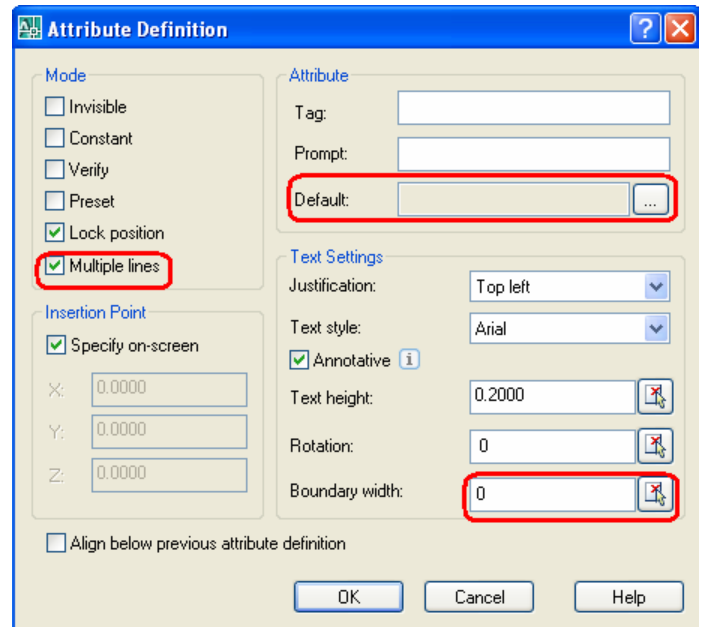 Attribute Definition
Mode
Invisible
Constant
Verify
Preset
Lock position
Multiple lines
Insertion Point
Specify on-screen
X: 0.0000
Y: 0.0000
Z: 0.0000
Attribute
Tag:
Prompt:
Default: ...
Text Settings
Justification: Top left
Text style: Arial
Annotative i
Text height: 0.2000
Rotation: 0
Boundary width: 0
Align below previous attribute definition
OK Cancel Help